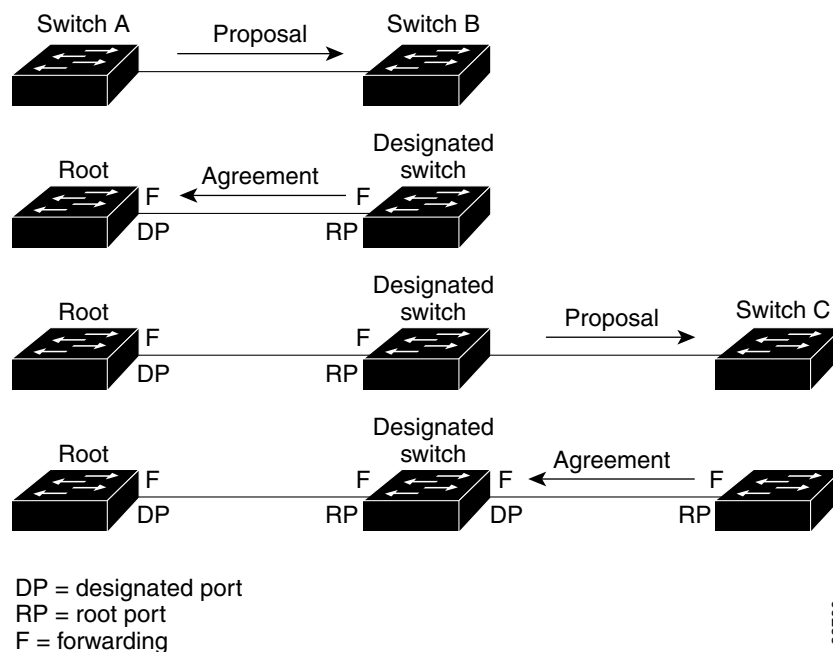 Switch A
Proposal
Switch B
Root
F
Agreement
F
Designated
switch
DP
RP
Root
F
F
Designated
switch
Proposal
Switch C
DP
RP
Root
F
F
Designated
switch
F
Agreement
F
DP
RP
DP
RP
DP = designated port
RP = root port
F = forwarding